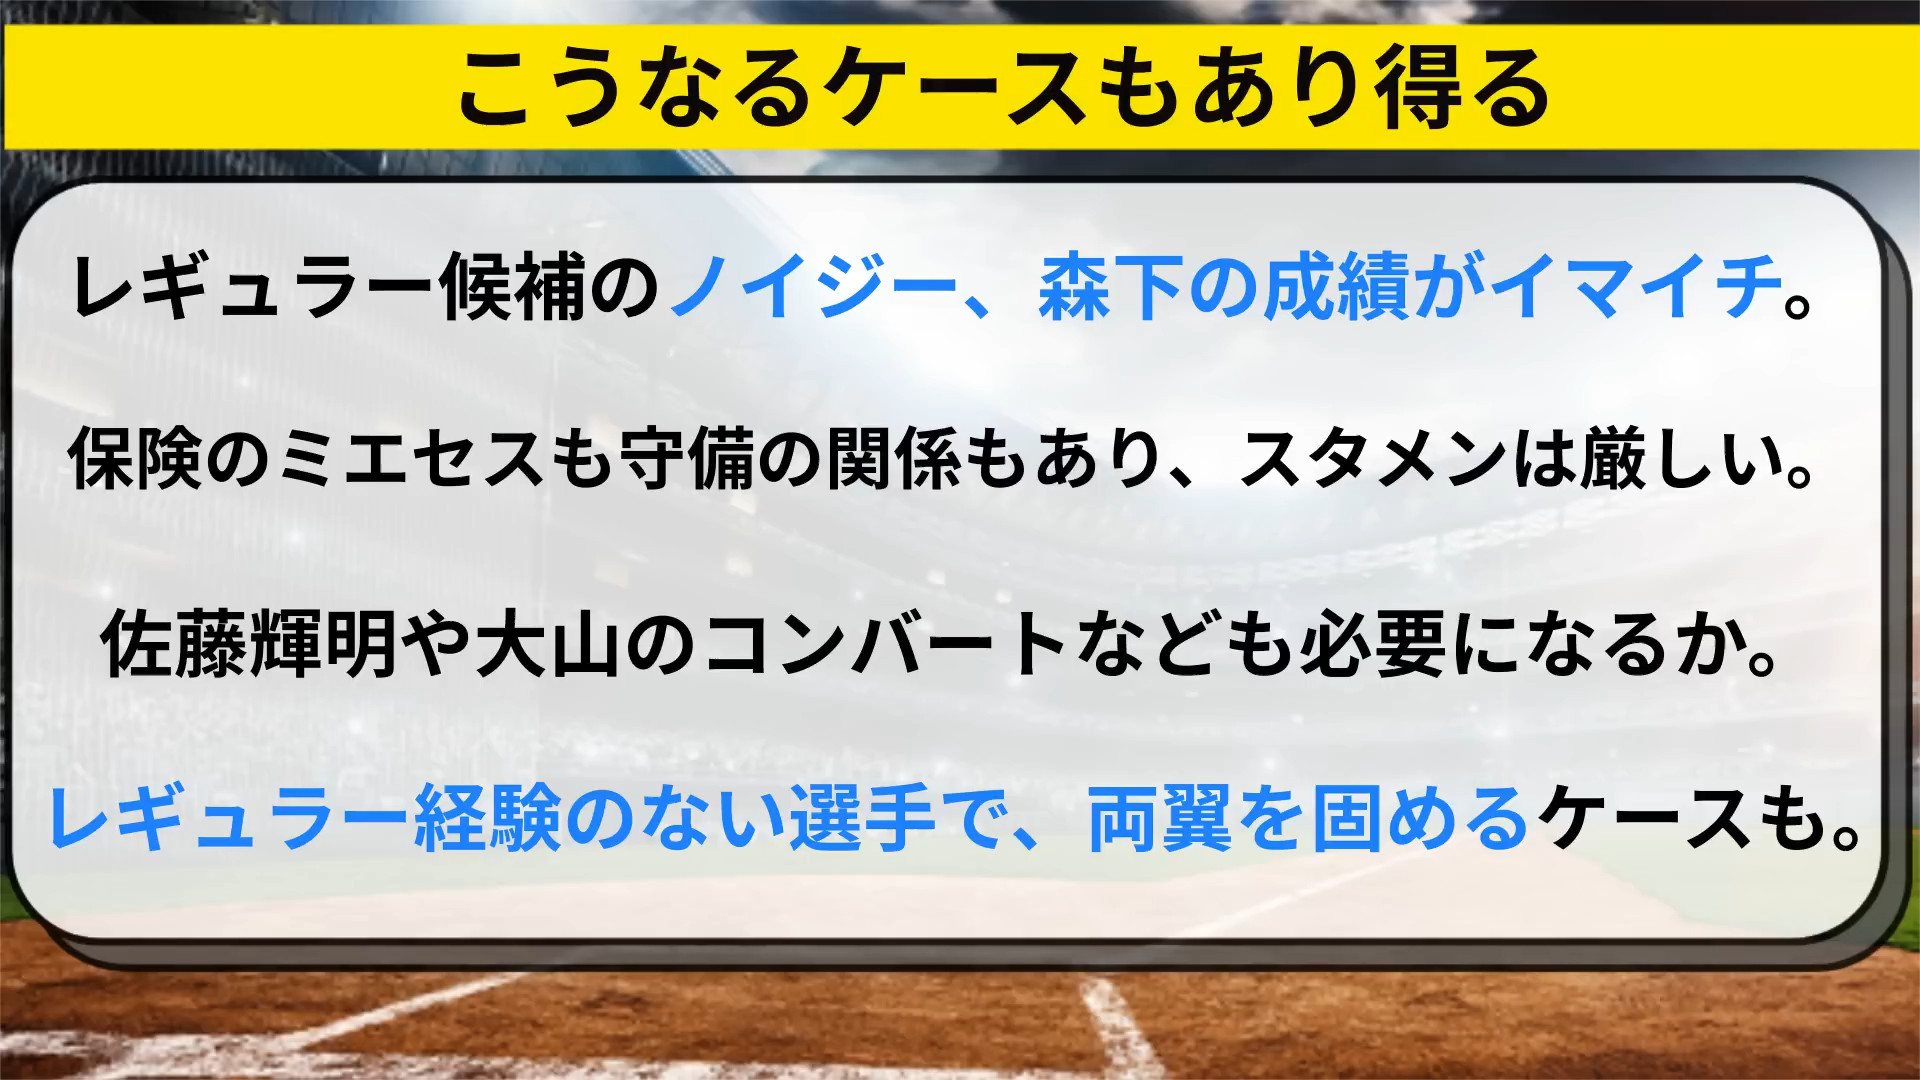 こうなるケースもあり得る
レギュラー候補のノイジー、森下の成績がイマイチ。
保険のミエセスも守備の関係もあり、スタメンは厳しい。
佐藤輝明や大山のコンバートなども必要になるか。
レギュラー経験のない選手で、両翼を固めるケースも。